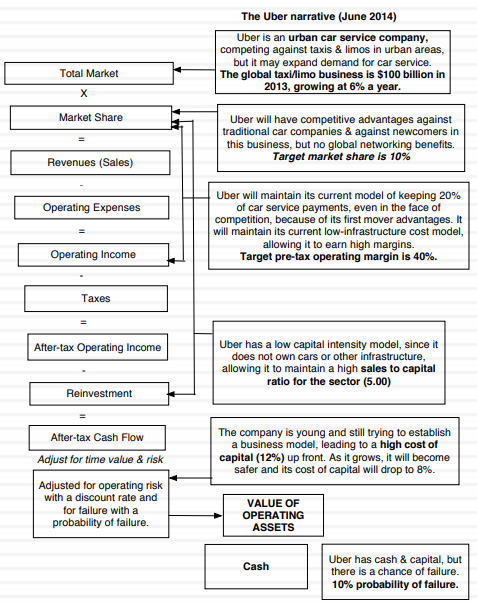 The Uber narrative (June 2014)
Uber is an urban car service company,
competing against taxis & limos in urban areas,
but it may expand demand for car service.
The global taxi/limo business is $100 billion in
2013, growing at 6% a year.
Total Market
X
Market Share
Uber will have competitive advantages against
traditional car companies & against newcomers in
this business, but no global networking benefits.
Target market share is 10%
=
Revenues (Sales)
-
Operating Expenses
Uber will maintain its current model of keeping 20%
of car service payments, even in the face of
competition, because of its first mover advantages. It
will maintain its current low-infrastructure cost model,
allowing it to earn high margins.
Target pre-tax operating margin is 40%.
=
Operating Income
-
Taxes
=
After-tax Operating Income
Uber has a low capital intensity model, since it
does not own cars or other infrastructure,
allowing it to maintain a high sales to capital
ratio for the sector (5.00)
-
Reinvestment
=
After-tax Cash Flow
The company is young and still trying to establish
a business model, leading to a high cost of
capital (12%) up front. As it grows, it will become
safer and its cost of capital will drop to 8%.
Adjust for time value & risk
Adjusted for operating risk
with a discount rate and
for failure with a
probability of failure.
VALUE OF
OPERATING
ASSETS
Cash
Uber has cash & capital, but
there is a chance of failure.
10% probability of failure.